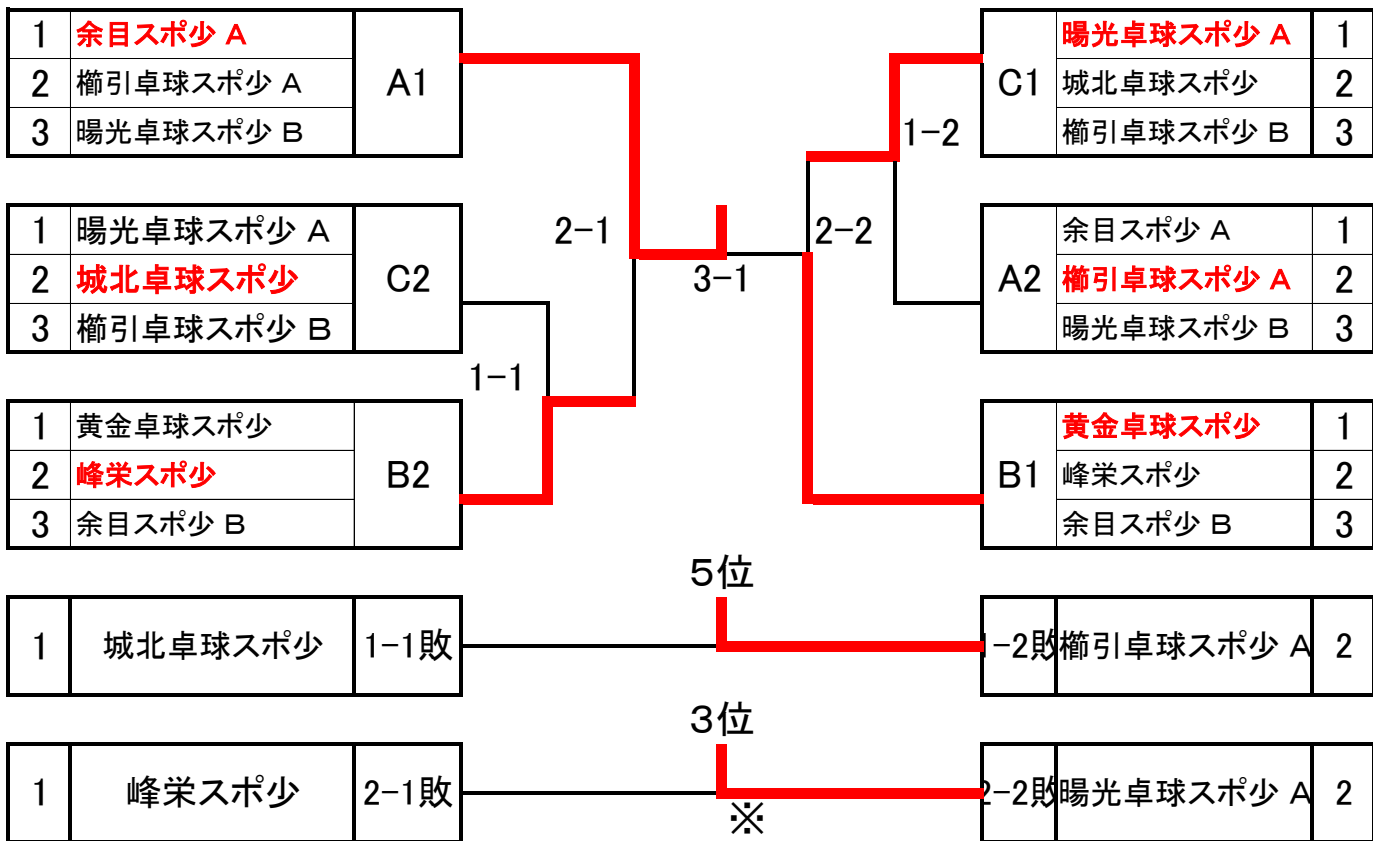 1 余目スポ少 A
2 櫛引卓球スポ少 A
3 暘光卓球スポ少 B
A1
C1
暘光卓球スポ少 A 1
城北卓球スポ少 2
櫛引卓球スポ少 B 3
1-2
1 暘光卓球スポ少 A
2 城北卓球スポ少
3 櫛引卓球スポ少 B
C2
2-1
3-1
2-2
A2
余目スポ少 A 1
櫛引卓球スポ少 A 2
暘光卓球スポ少 B 3
1-1
1 黄金卓球スポ少
2 峰栄スポ少
3 余目スポ少 B
B2
B1
黄金卓球スポ少 1
峰栄スポ少 2
余目スポ少 B 3
5位
1 城北卓球スポ少 1-1敗
1-2敗 櫛引卓球スポ少 A 2
3位
1 峰栄スポ少 2-1敗
※
2-2敗 暘光卓球スポ少 A 2